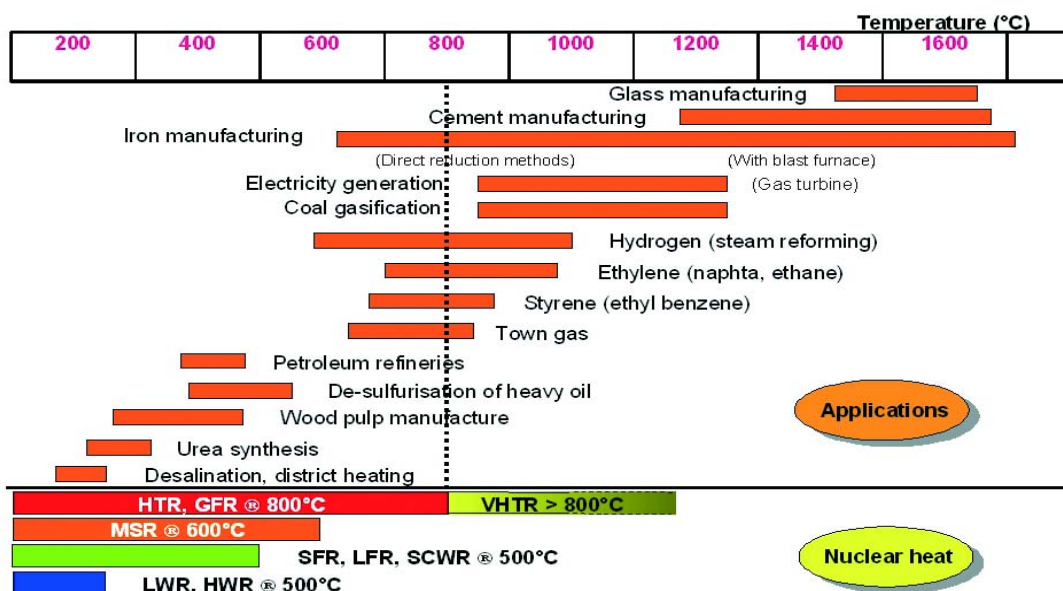 Temperature (°C)
200 400 600 800 1000 1200 1400 1600
Glass manufacturing
Cement manufacturing
Iron manufacturing
(Direct reduction methods) (With blast furnace)
Electricity generation (Gas turbine)
Coal gasification
Hydrogen (steam reforming)
Ethylene (naphta, ethane)
Styrene (ethyl benzene)
Town gas
Petroleum refineries
De-sulfurisation of heavy oil
Applications
Wood pulp manufacture
Urea synthesis
Desalination, district heating
HTR, GFR ® 800°C VHTR > 800°C
MSR ® 600°C
SFR, LFR, SCWR ® 500°C
Nuclear heat
LWR, HWR ® 500°C